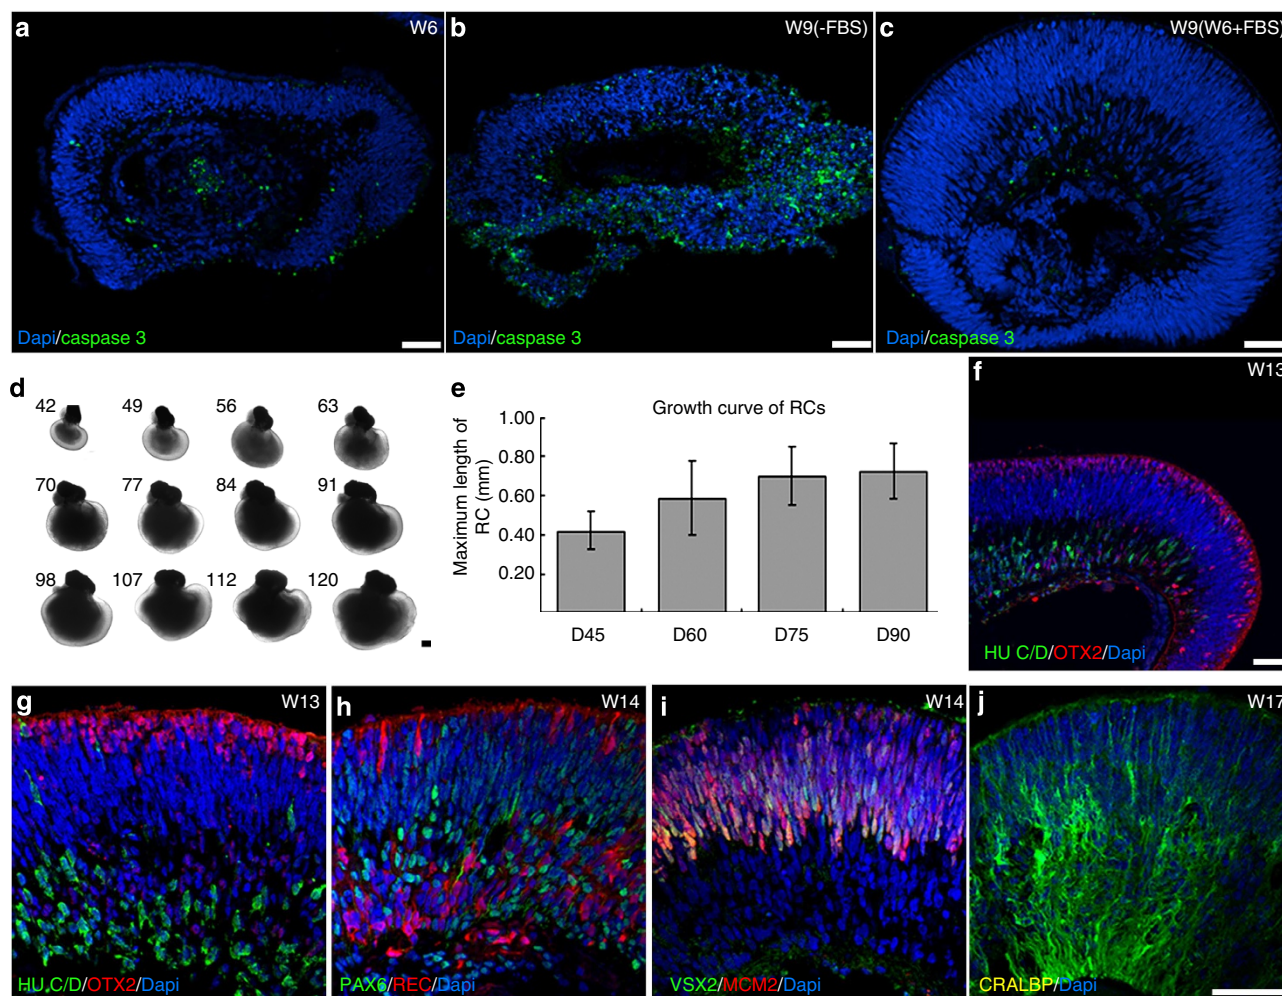 a W6
b W9(-FBS)
c W9(W6+FBS)
Dapi/caspase 3
Dapi/caspase 3
Dapi/caspase 3
d
42 49 56 63
70 77 84 91
98 107 112 120
e
Growth curve of RCs
Maximum length of
RC (mm)
1.00
0.80
0.60
0.40
0.20
D45 D60 D75 D90
f W13
HU C/D/OTX2/Dapi
g W13
HU C/D/OTX2/Dapi
h W14
PAX6/REC/Dapi
i W14
VSX2/MCM2/Dapi
j W17
CRALBP/Dapi